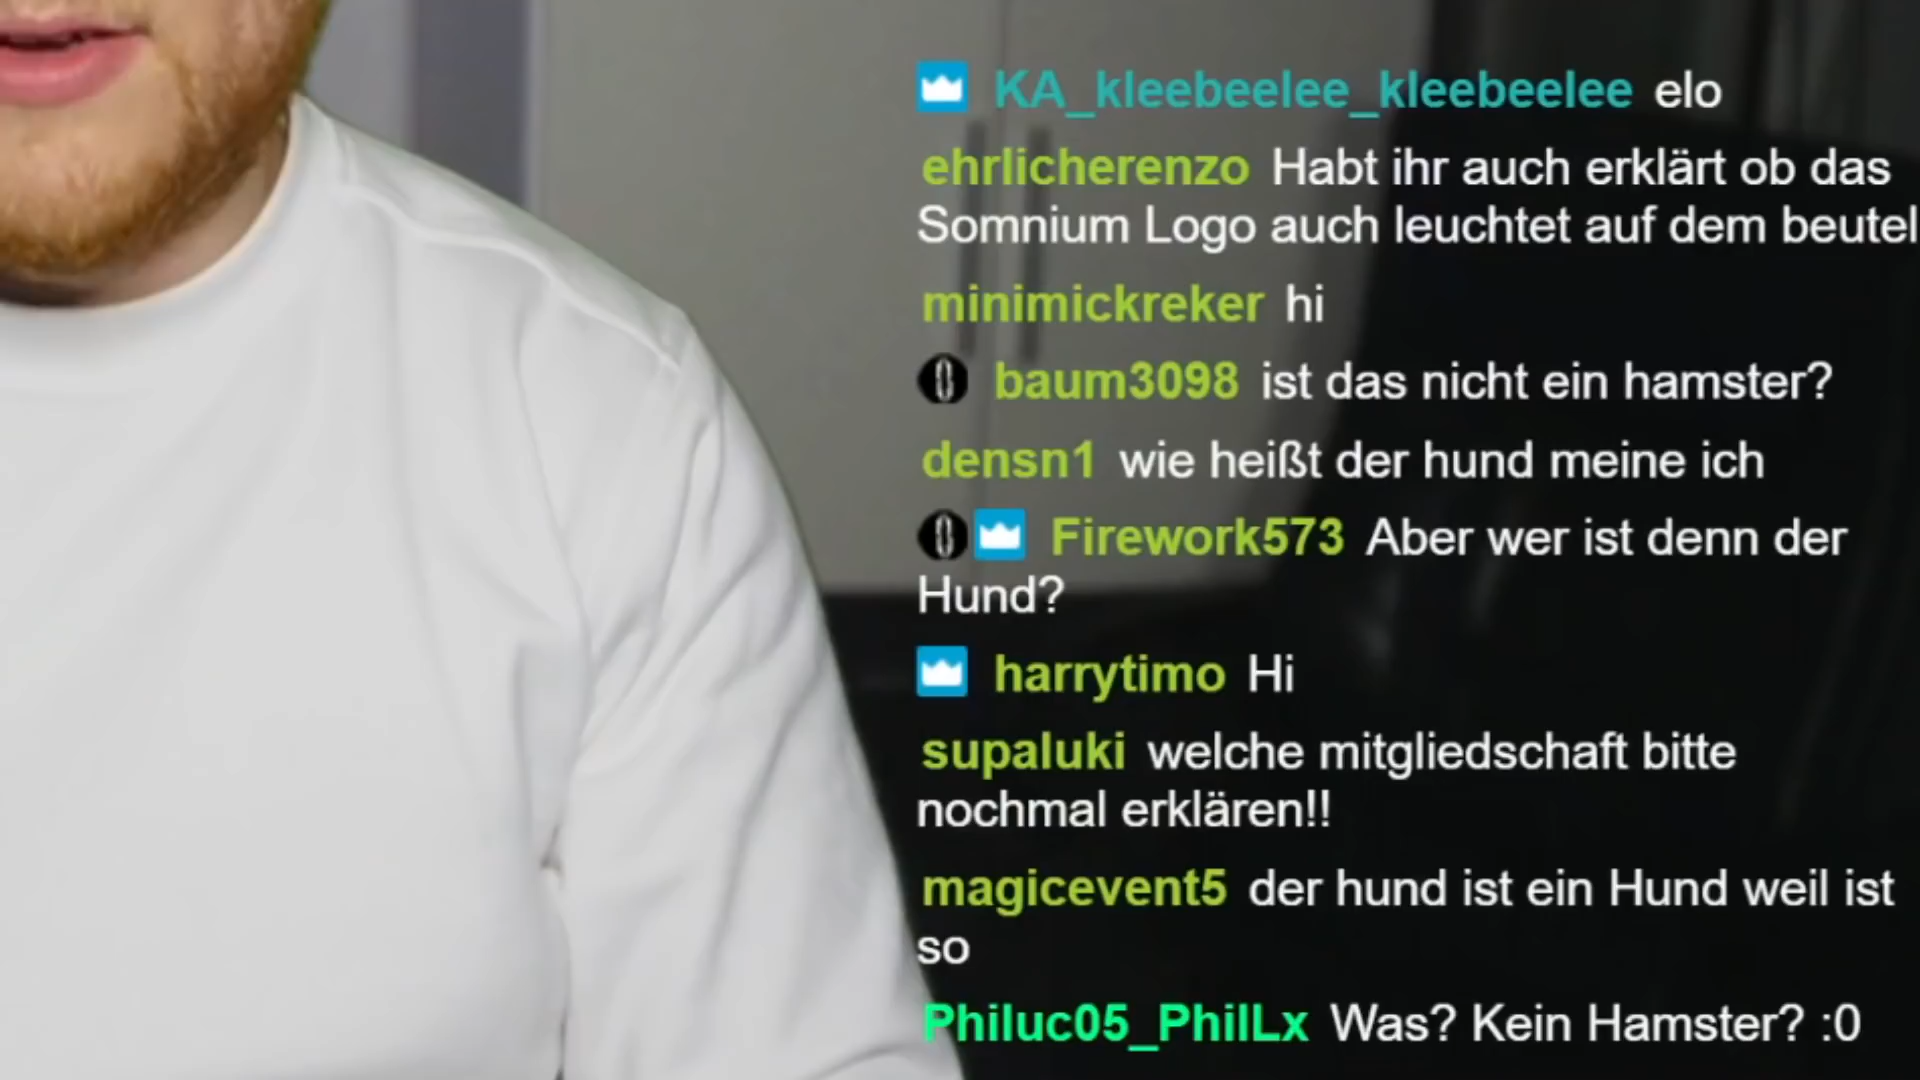 KA_kleebeelee_kleebeelee elo
ehrlicherenzo Habt ihr auch erklärt ob das
Somnium Logo auch leuchtet auf dem beutel
minimickreker hi
baum3098 ist das nicht ein hamster?
densn1 wie heißt der hund meine ich
Firework573 Aber wer ist denn der
Hund?
harrytimo Hi
supaluki welche mitgliedschaft bitte
nochmal erklären!!
magicevent5 der hund ist ein Hund weil ist
so
Philuc05_PhilLx Was? Kein Hamster? :0